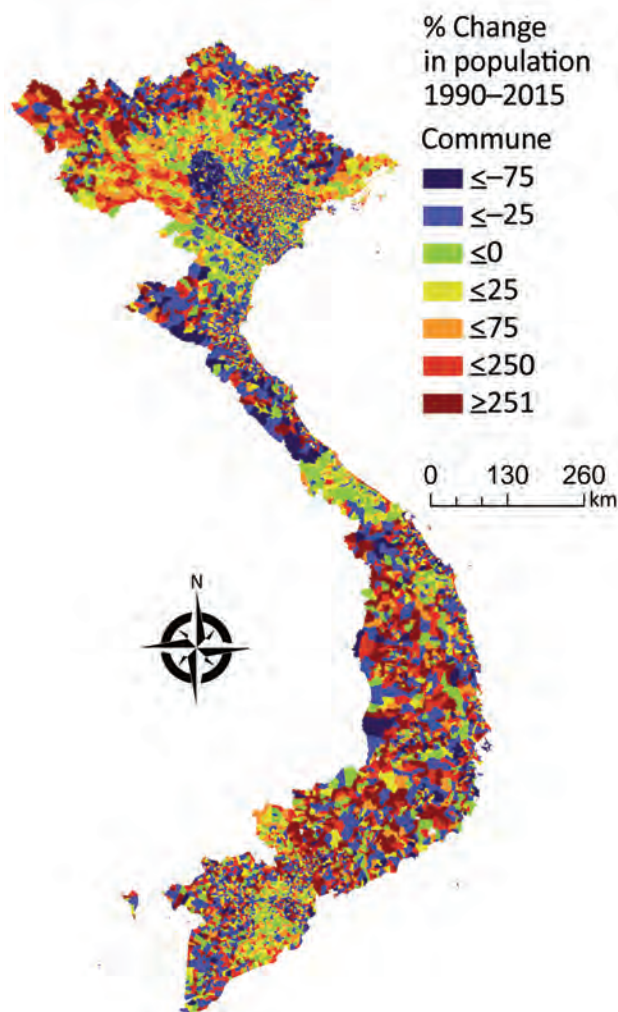 % Change
in population
1990–2015
Commune
≤–75
≤–25
≤0
≤25
≤75
≤250
≥251
0 130 260
km
N